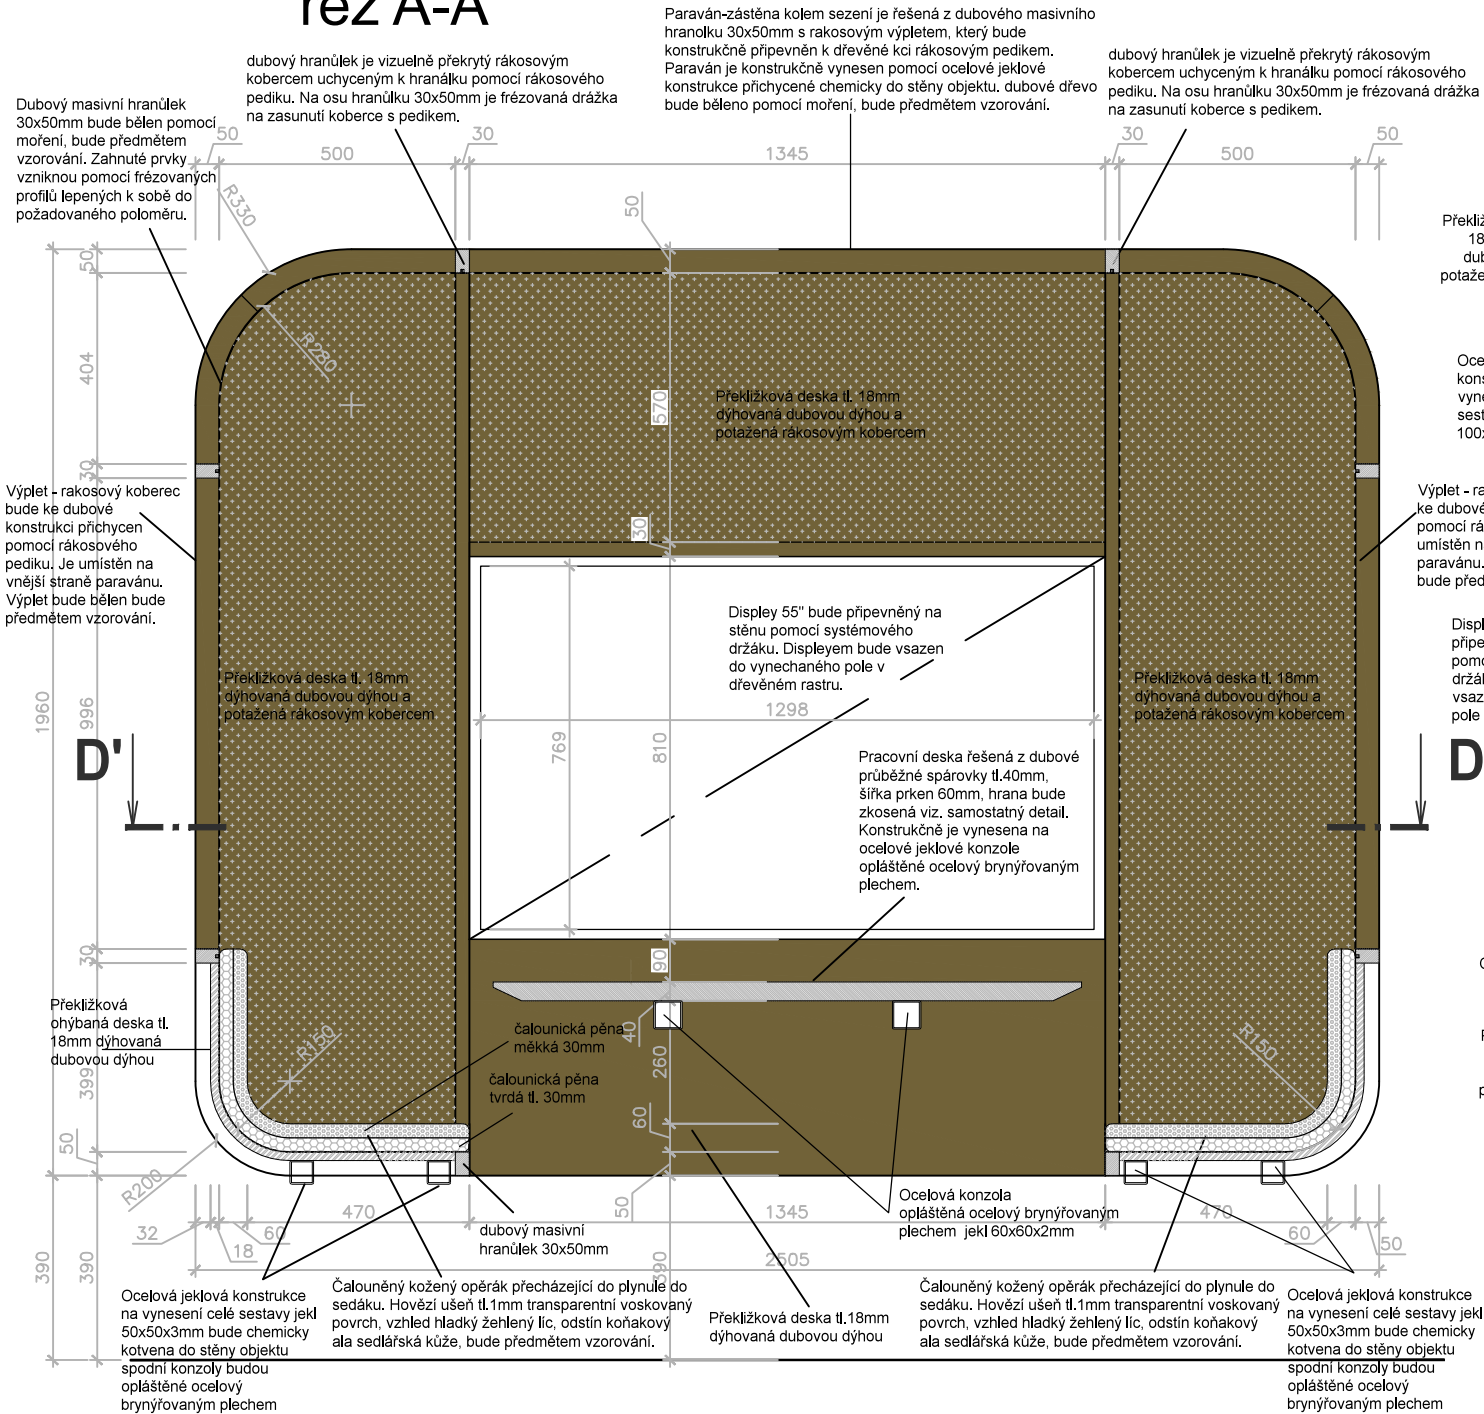 řez A-A
Paraván-zástěna kolem sezení je řešená z dubového masivního
hranolku 30x50mm s rakosovým výpletem, který bude
konstrukčně připevněn k dřevěné kci rákosovým pedikem.
Paraván je konstrukčně vynesen pomocí ocelové jeklové
konstrukce přichycené chemicky do stěny objektu. dubové dřevo
bude běleno pomocí moření, bude předmětem vzorování.
dubový hranůlek je vizuelně překrytý rákosovým
kobercem uchyceným k hranálku pomocí rákosového
pediku. Na osu hranůlku 30x50mm je frézovaná drážka
na zasunutí koberce s pedikem.
dubový hranůlek je vizuelně překrytý rákosovým
kobercem uchyceným k hranálku pomocí rákosového
pediku. Na osu hranůlku 30x50mm je frézovaná drážka
na zasunutí koberce s pedikem.
Dubový masivní hranůlek
30x50mm bude bělen pomocí
moření, bude předmětem
vzorování. Zahnuté prvky
vzniknou pomocí frézovaných
profilů lepených k sobě do
požadovaného poloměru.
50
500
30
1345
30
500
50
R330
50
50
404
R280
570
30
30
1960
996
Překližková deska tl. 18mm
dýhovaná dubovou dýhou a
potažená rákosovým kobercem
Výplet - rakosový koberec
bude ke dubové
konstrukci přichycen
pomocí rákosového
pediku. Je umístěn na
vnější straně paravánu.
Výplet bude bělen bude
předmětem vzorování.
Displey 55" bude připevněný na
stěnu pomocí systémového
držáku. Displeyem bude vsazen
do vynechaného pole v
dřevěném rastru.
Překližková deska tl. 18mm
dýhovaná dubovou dýhou a
potažená rákosovým kobercem
Překližková deska tl. 18mm
dýhovaná dubovou dýhou a
potažená rákosovým kobercem
1298
769
810
D'
D
Pracovní deska řešená z dubové
průběžné spárovky tl.40mm,
šířka prken 60mm, hrana bude
zkosená viz. samostatný detail.
Konstrukčně je vynesena na
ocelové jeklové konzole
opláštěné ocelový brynýřovaným
plechem.
30
90
40
260
60
50
399
50
Překližková
ohýbaná deska tl.
18mm dýhovaná
dubovou dýhou
R150
R150
R200
čalounická pěna
měkká 30mm
čalounická pěna
tvrdá tl. 30mm
32
18
60
470
1345
470
60
50
2505
390
390
390
dubový masivní
hranůlek 30x50mm
Ocelová konzola
opláštěná ocelový brynýřovaným
plechem jekl 60x60x2mm
Ocelová jeklová konstrukce
na vynesení celé sestavy jekl
50x50x3mm bude chemicky
kotvena do stěny objektu
spodní konzoly budou
opláštěné ocelový
brynýřovaným plechem
Čalouněný kožený opěrák přecházející do plynule do
sedáku. Hovězí useň tl.1mm transparentní voskovaný
povrch, vzhled hladký žehlený líc, odstín koňakový
ala sedlářská kůže, bude předmětem vzorování.
Překližková deska tl.18mm
dýhovaná dubovou dýhou
Čalouněný kožený opěrák přecházející do plynule do
sedáku. Hovězí useň tl.1mm transparentní voskovaný
povrch, vzhled hladký žehlený líc, odstín koňakový
ala sedlářská kůže, bude předmětem vzorování.
Ocelová jeklová konstrukce
na vynesení celé sestavy jekl
50x50x3mm bude chemicky
kotvena do stěny objektu
spodní konzoly budou
opláštěné ocelový
brynýřovaným plechem
Výplet - ra
ke dubové
pomocí rá
umístěn n
paravánu.
bude před